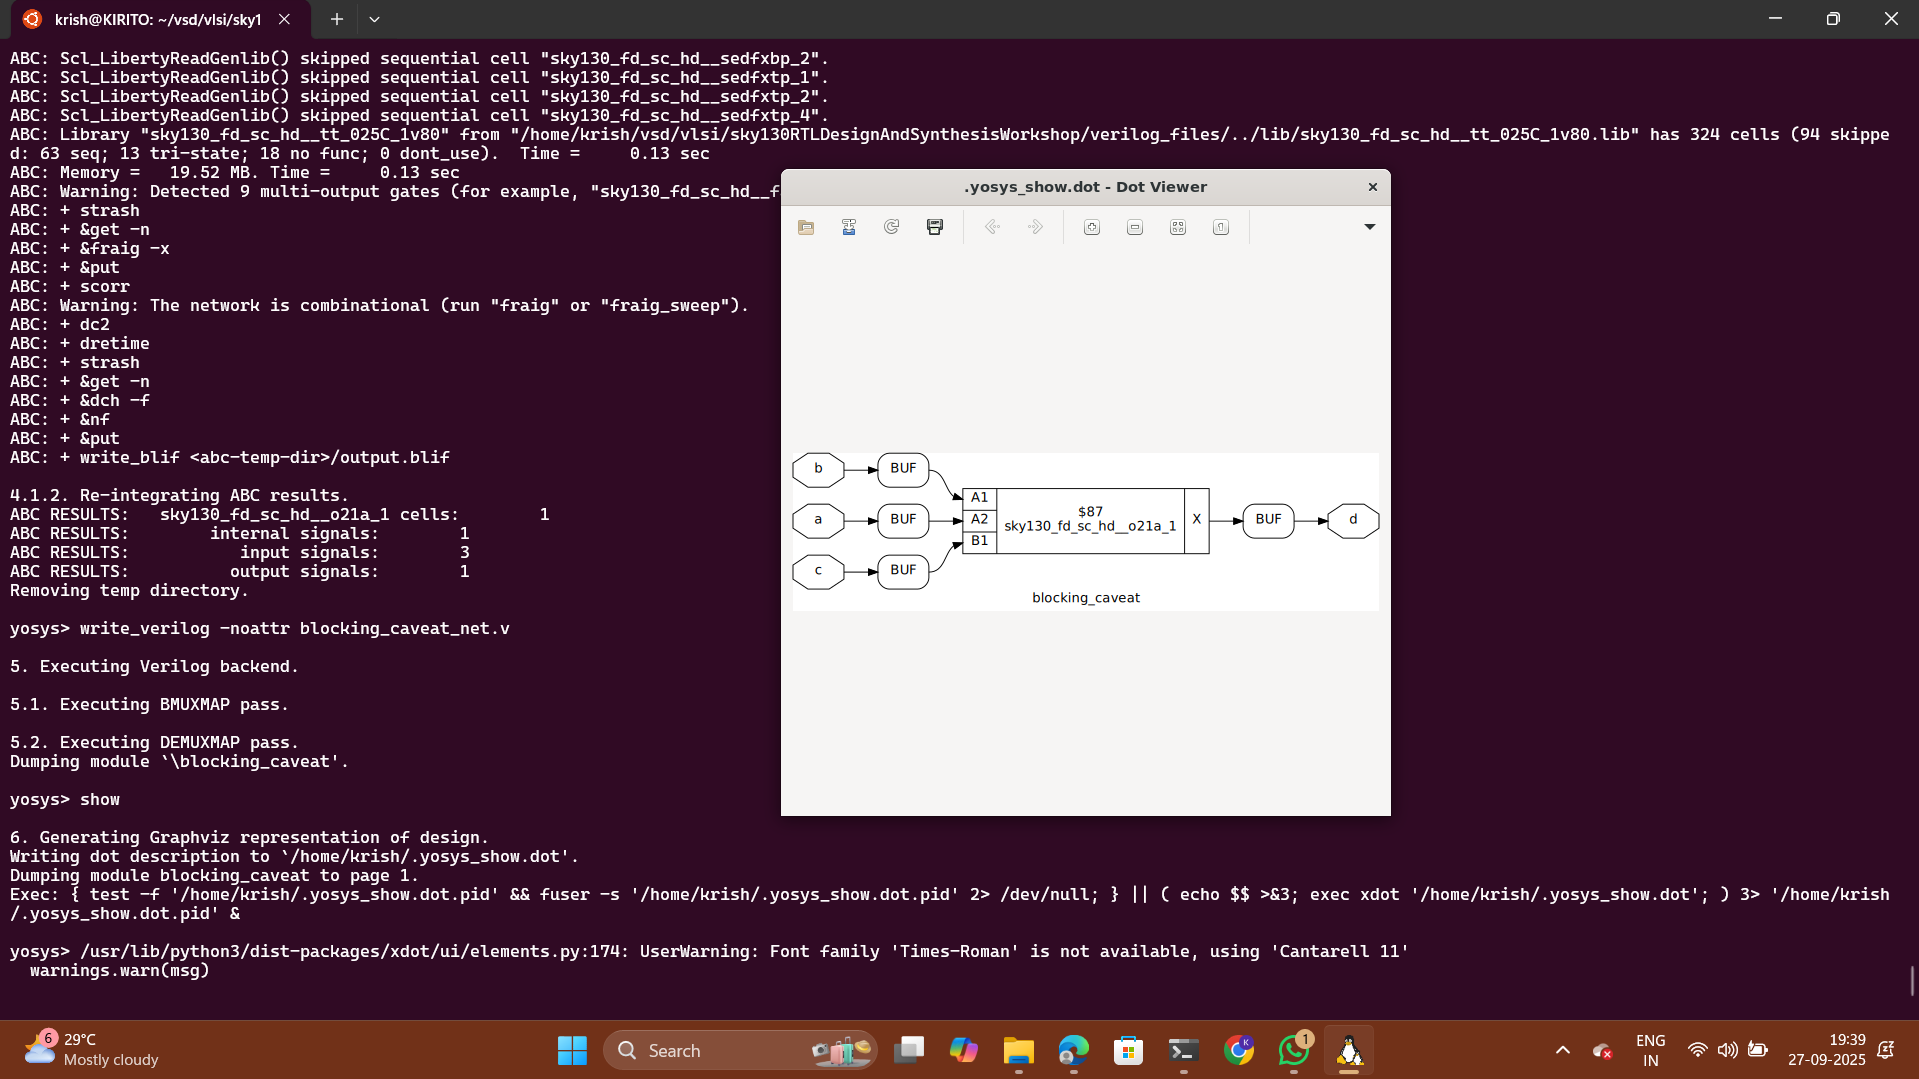 krish@KIRITO: ~/vsd/vlsi/sky1
ABC: Scl_LibertyReadGenlib() skipped sequential cell "sky130_fd_sc_hd__sedfxbp_2".
ABC: Scl_LibertyReadGenlib() skipped sequential cell "sky130_fd_sc_hd__sedfxtp_1".
ABC: Scl_LibertyReadGenlib() skipped sequential cell "sky130_fd_sc_hd__sedfxtp_2".
ABC: Scl_LibertyReadGenlib() skipped sequential cell "sky130_fd_sc_hd__sedfxtp_4".
ABC: Library "sky130_fd_sc_hd__tt_025C_1v80" from "/home/krish/vsd/vlsi/sky130RTLDesignAndSynthesisWorkshop/verilog_files/../lib/sky130_fd_sc_hd__tt_025C_1v80.lib" has 324 cells (94 skippe
d: 63 seq; 13 tri-state; 18 no func; 0 dont_use).  Time =     0.13 sec
ABC: Memory =   19.52 MB. Time =     0.13 sec
ABC: Warning: Detected 9 multi-output gates (for example, "sky130_fd_sc_hd__f
ABC: + strash
ABC: + &get -n
ABC: + &fraig -x
ABC: + &put
ABC: + scorr
ABC: Warning: The network is combinational (run "fraig" or "fraig_sweep").
ABC: + dc2
ABC: + dretime
ABC: + strash
ABC: + &get -n
ABC: + &dch -f
ABC: + &nf
ABC: + &put
ABC: + write_blif <abc-temp-dir>/output.blif
4.1.2. Re-integrating ABC results.
ABC RESULTS:   sky130_fd_sc_hd__o21a_1 cells:        1
ABC RESULTS:        internal signals:        1
ABC RESULTS:           input signals:        3
ABC RESULTS:          output signals:        1
Removing temp directory.
yosys> write_verilog -noattr blocking_caveat_net.v
5. Executing Verilog backend.
5.1. Executing BMUXMAP pass.
5.2. Executing DEMUXMAP pass.
Dumping module `\blocking_caveat'.
yosys> show
6. Generating Graphviz representation of design.
Writing dot description to `/home/krish/.yosys_show.dot'.
Dumping module blocking_caveat to page 1.
Exec: { test -f '/home/krish/.yosys_show.dot.pid' && fuser -s '/home/krish/.yosys_show.dot.pid' 2> /dev/null; } || ( echo $$ >&3; exec xdot '/home/krish/.yosys_show.dot'; ) 3> '/home/krish
/.yosys_show.dot.pid' &
yosys> /usr/lib/python3/dist-packages/xdot/ui/elements.py:174: UserWarning: Font family 'Times-Roman' is not available, using 'Cantarell 11'
  warnings.warn(msg)
.yosys_show.dot - Dot Viewer
b BUF
A1
a BUF A2 $87 X BUF d
sky130_fd_sc_hd__o21a_1
B1
c BUF
blocking_caveat
6
29°C
Mostly cloudy
Search
K
1
ENG
IN
19:39
27-09-2025